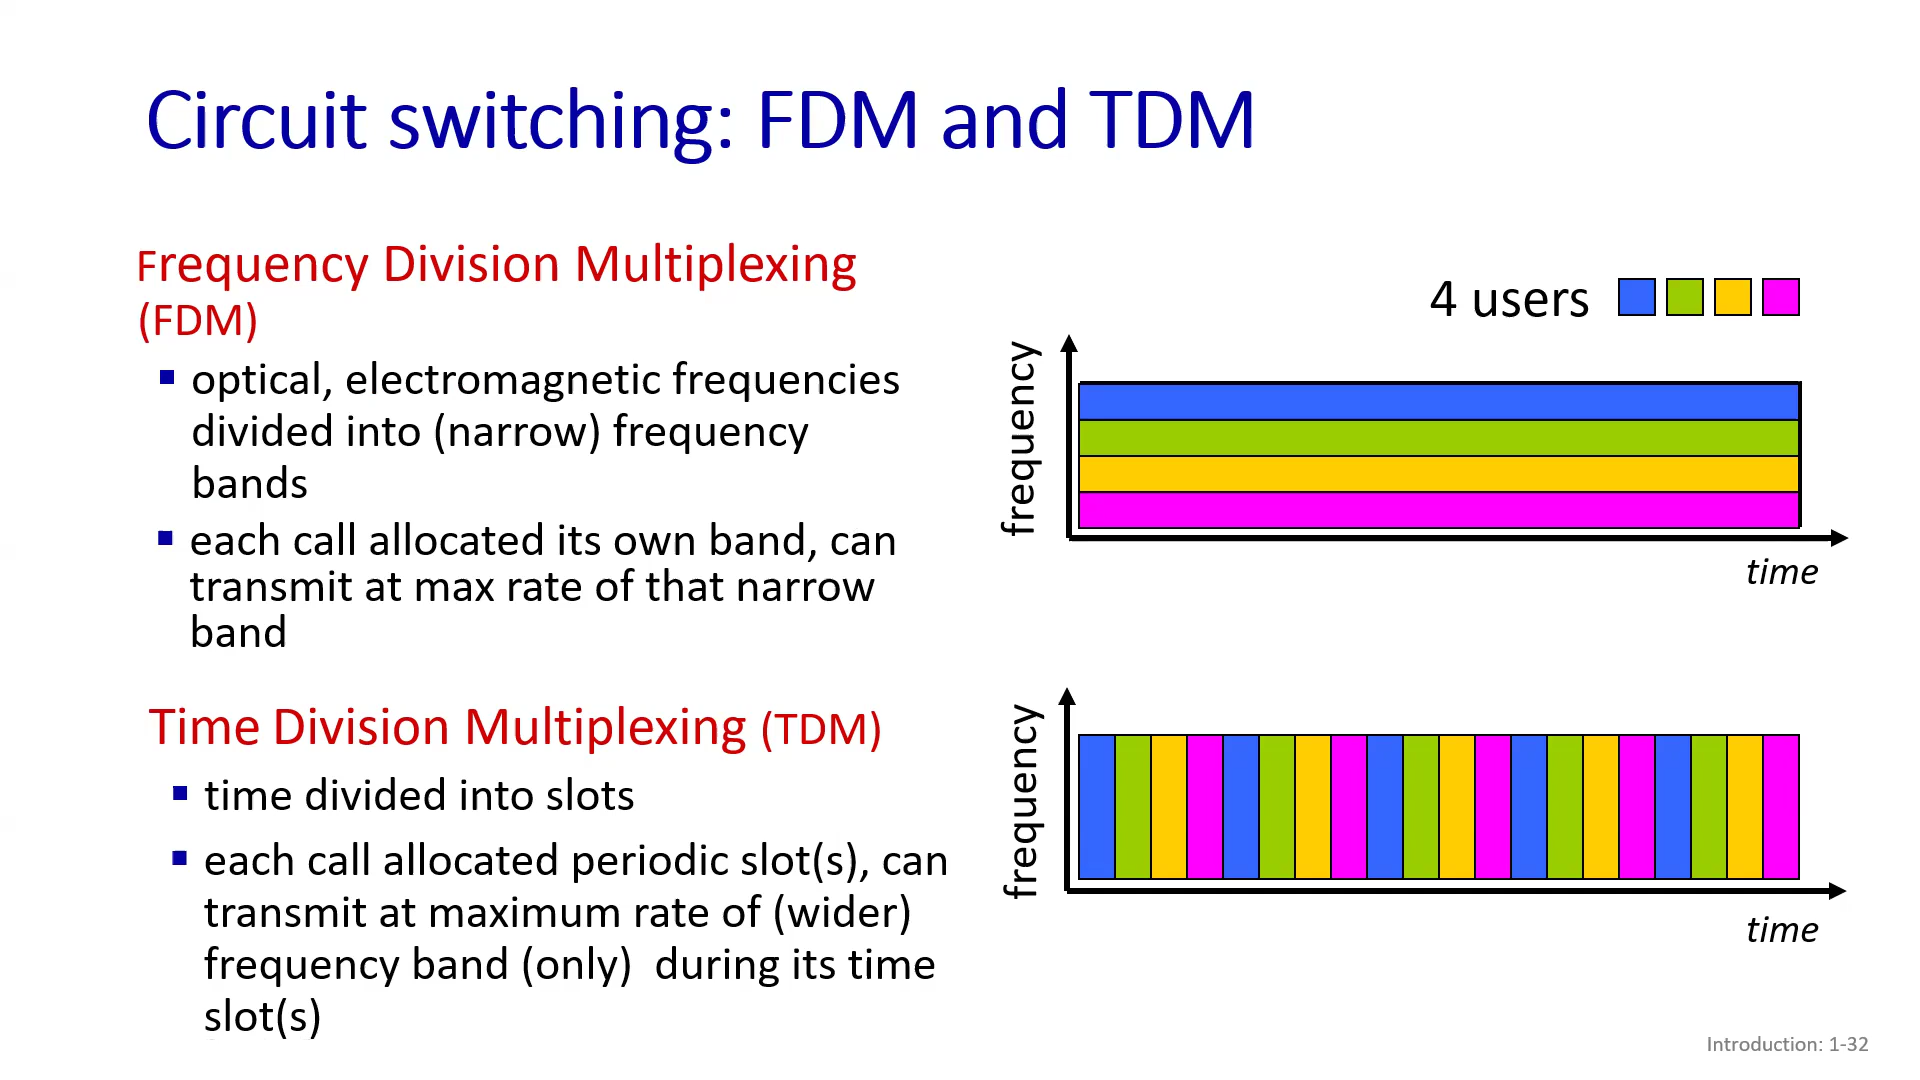 Circuit switching: FDM and TDM
Frequency Division Multiplexing
(FDM)
▪ optical, electromagnetic frequencies
divided into (narrow) frequency
bands
▪ each call allocated its own band, can
transmit at max rate of that narrow
band
Time Division Multiplexing (TDM)
▪ time divided into slots
▪ each call allocated periodic slot(s), can
transmit at maximum rate of (wider)
frequency band (only) during its time
slot(s)
4 users
frequency
time
frequency
time
Introduction: 1-32